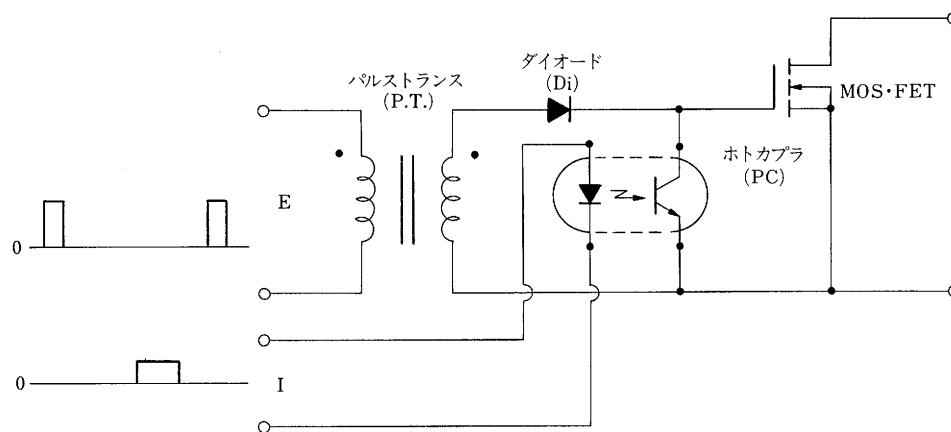 ダイオード
(Di)
パルストランス
(P.T.)
MOS・FET
ホトカプラ
(PC)
E
0
0
I